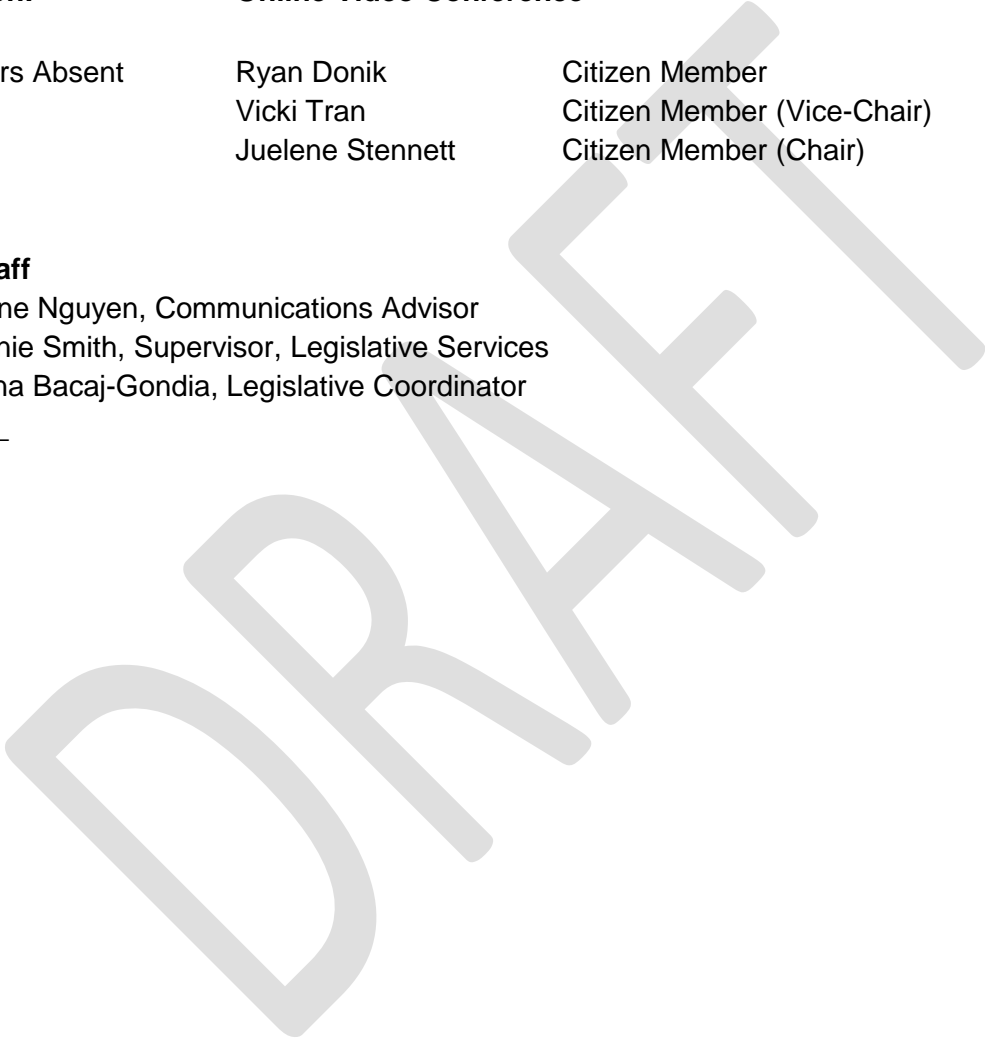 Online Video Conference
rs Absent Ryan Donik Citizen Member
Vicki Tran Citizen Member (Vice-Chair)
Juelene Stennett Citizen Member (Chair)
aff
ne Nguyen, Communications Advisor
nie Smith, Supervisor, Legislative Services
na Bacaj-Gondia, Legislative Coordinator
DRAFT